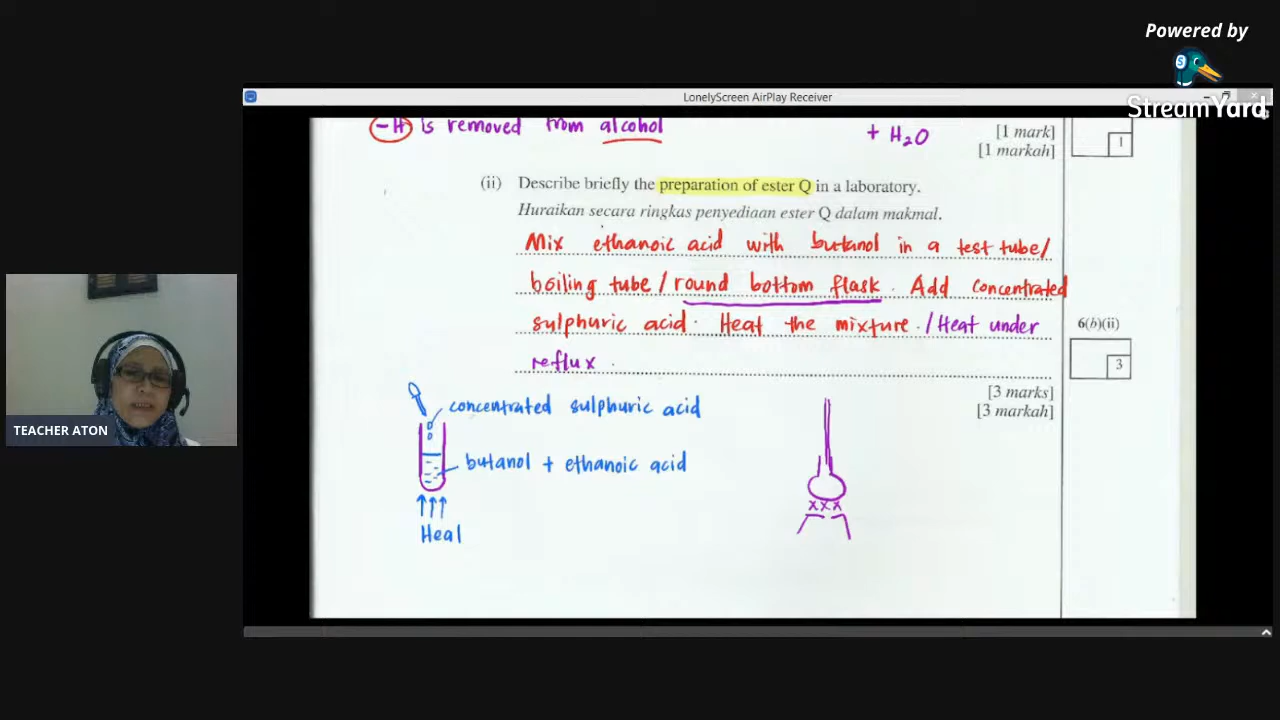 Powered by
StreamYard
LonelyScreen AirPlay Receiver
-H is removed from alcohol
+ H₂O
[1 mark]
[1 markah]
1
(ii) Describe briefly the preparation of ester Q in a laboratory.
Huraikan secara ringkas penyediaan ester Q dalam makmal.
Mix ethanoic acid with butanol in a test tube/
boiling tube / round bottom flask. Add concentrated
sulphuric acid. Heat the mixture. / Heat under
reflux.
6(b)(ii)
3
[3 marks]
[3 markah]
concentrated sulphuric acid
butanol + ethanoic acid
Heal
xxx
TEACHER ATON